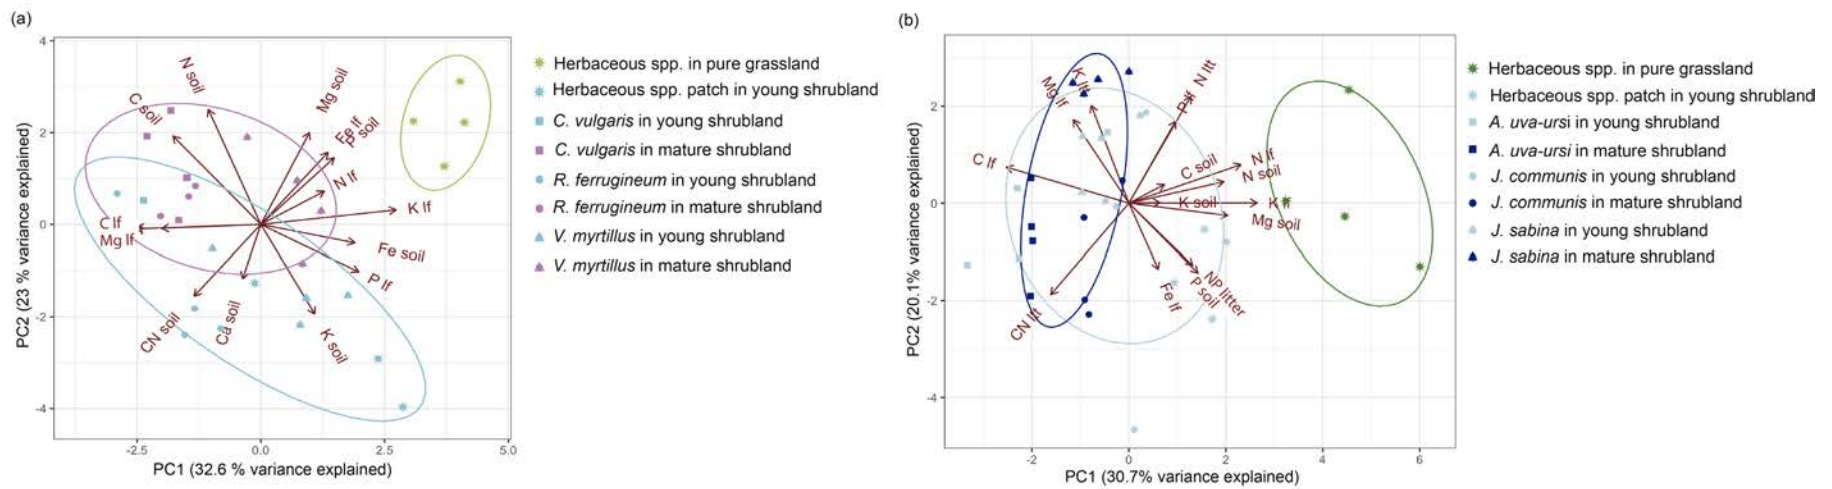 (a)
PC2 (23 % variance explained)
4
2
0
-2
-4
-2.5
0.0
2.5
5.0
PC1 (32.6 % variance explained)
N soil
C soil
Mg soil
Fe lf
P soil
N lf
K lf
C lf
Mg lf
Fe soil
P lf
K soil
Ca soil
CN soil
Herbaceous spp. in pure grassland
Herbaceous spp. patch in young shrubland
C. vulgaris in young shrubland
C. vulgaris in mature shrubland
R. ferrugineum in young shrubland
R. ferrugineum in mature shrubland
V. myrtillus in young shrubland
V. myrtillus in mature shrubland
(b)
PC2 (20.1% variance explained)
2
0
-2
-4
-2
0
2
4
6
PC1 (30.7% variance explained)
Mg lf
K ltt
N ltt
P lf
C lf
C soil
N lf
N soil
K soil
K
Mg soil
NP litter
P soil
Fe lf
CN ltt
Herbaceous spp. in pure grassland
Herbaceous spp. patch in young shrubland
A. uva-ursi in young shrubland
A. uva-ursi in mature shrubland
J. communis in young shrubland
J. communis in mature shrubland
J. sabina in young shrubland
J. sabina in mature shrubland